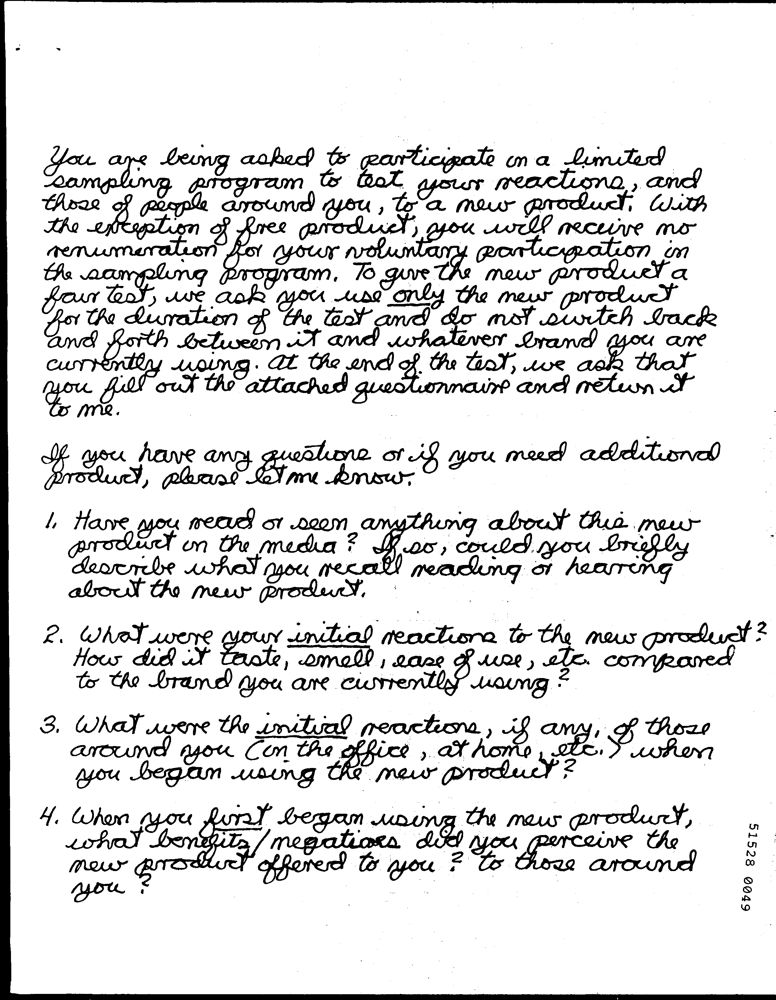 You are being asked to participate in a limited
sampling program to test your reactions, and
those of people around you, to a new product. With
the exception of free product, you will receive no
renumeration for your voluntary participation in
the sampling program. To give the new product a
fair test, we ask you use only the new product
for the duration of the test and do not switch back
and forth between it and whatever brand you are
currently using. At the end of the test, we ask that
you fill out the attached questionnaire and return it
to me.
If you have any questions or if you need additional
product, please let me know.
1. Have you read or seen anything about this new
product in the media? If so, could you briefly
describe what you recall reading or hearring
about the new product.
2. What were your initial reactions to the new product?
How did it taste, smell, ease of use, etc. compared
to the brand you are currently using?
3. What were the initial reactions, if any, of those
around you (in the office, at home, etc.) when
you began using the new product?
4. When you first began using the new product,
what benefits/negatives did you perceive the
new product offered to you? to those around
you?
51528 0049